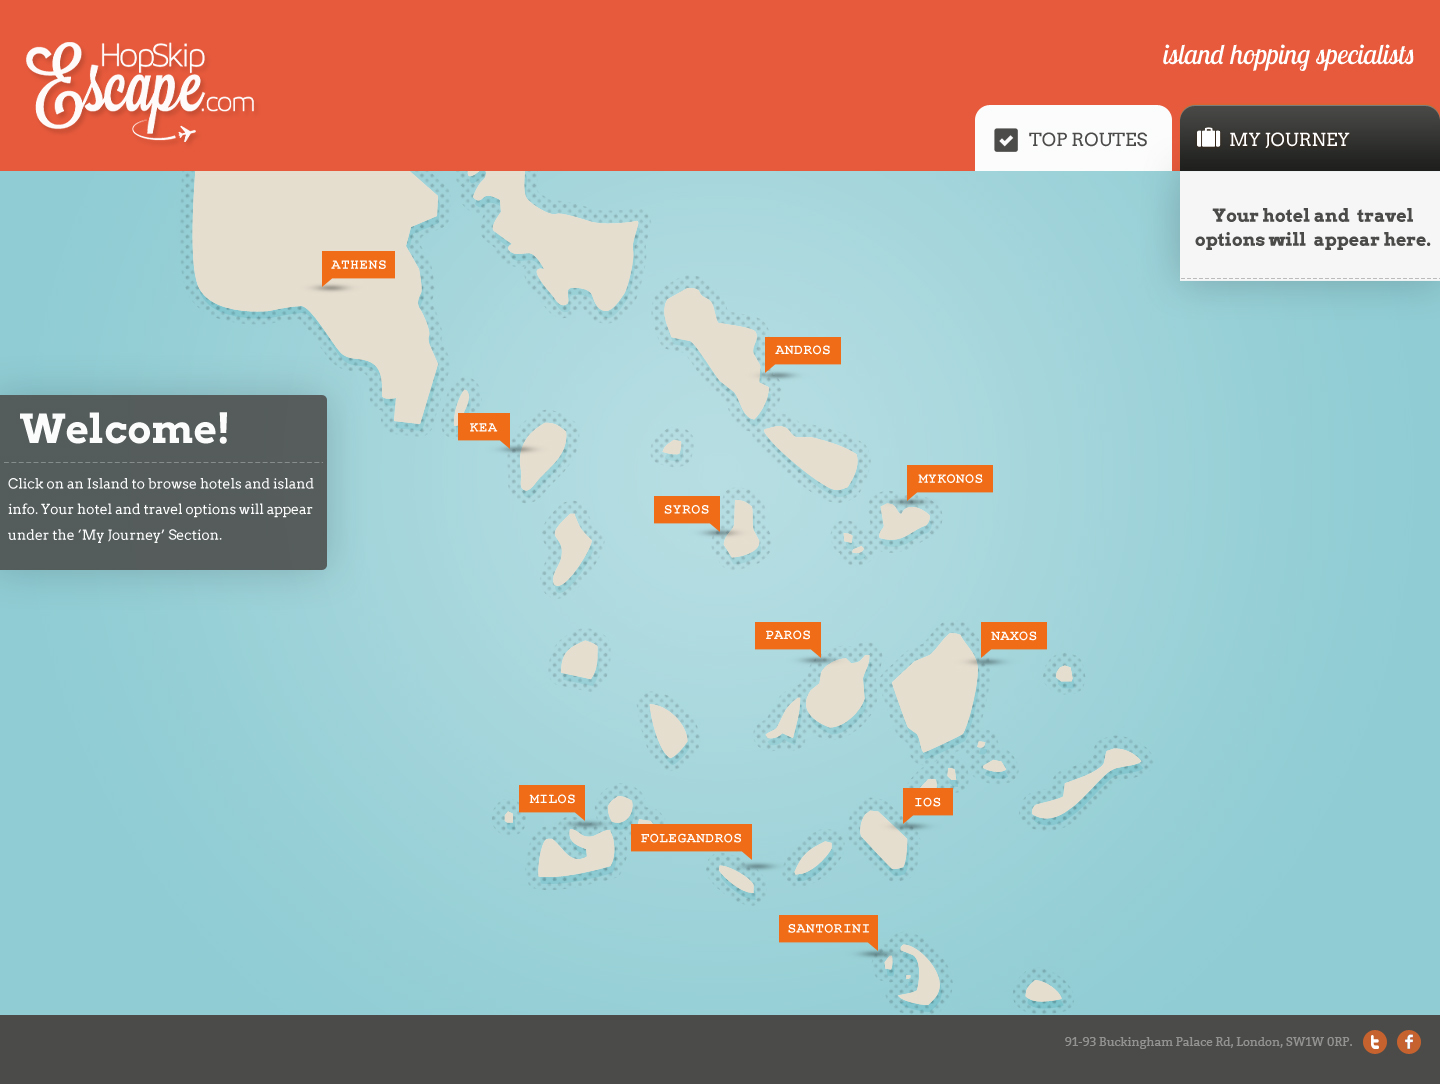 HopSkip
Escape.com
island hopping specialists
TOP ROUTES
MY JOURNEY
Your hotel and travel
options will appear here.
ATHENS
ANDROS
Welcome!
KEA
Click on an Island to browse hotels and island
info. Your hotel and travel options will appear
under the ‘My Journey’ Section.
MYKONOS
SYROS
PAROS
NAXOS
MILOS
IOS
FOLEGANDROS
SANTORINI
91-93 Buckingham Palace Rd, London, SW1W 0RP.